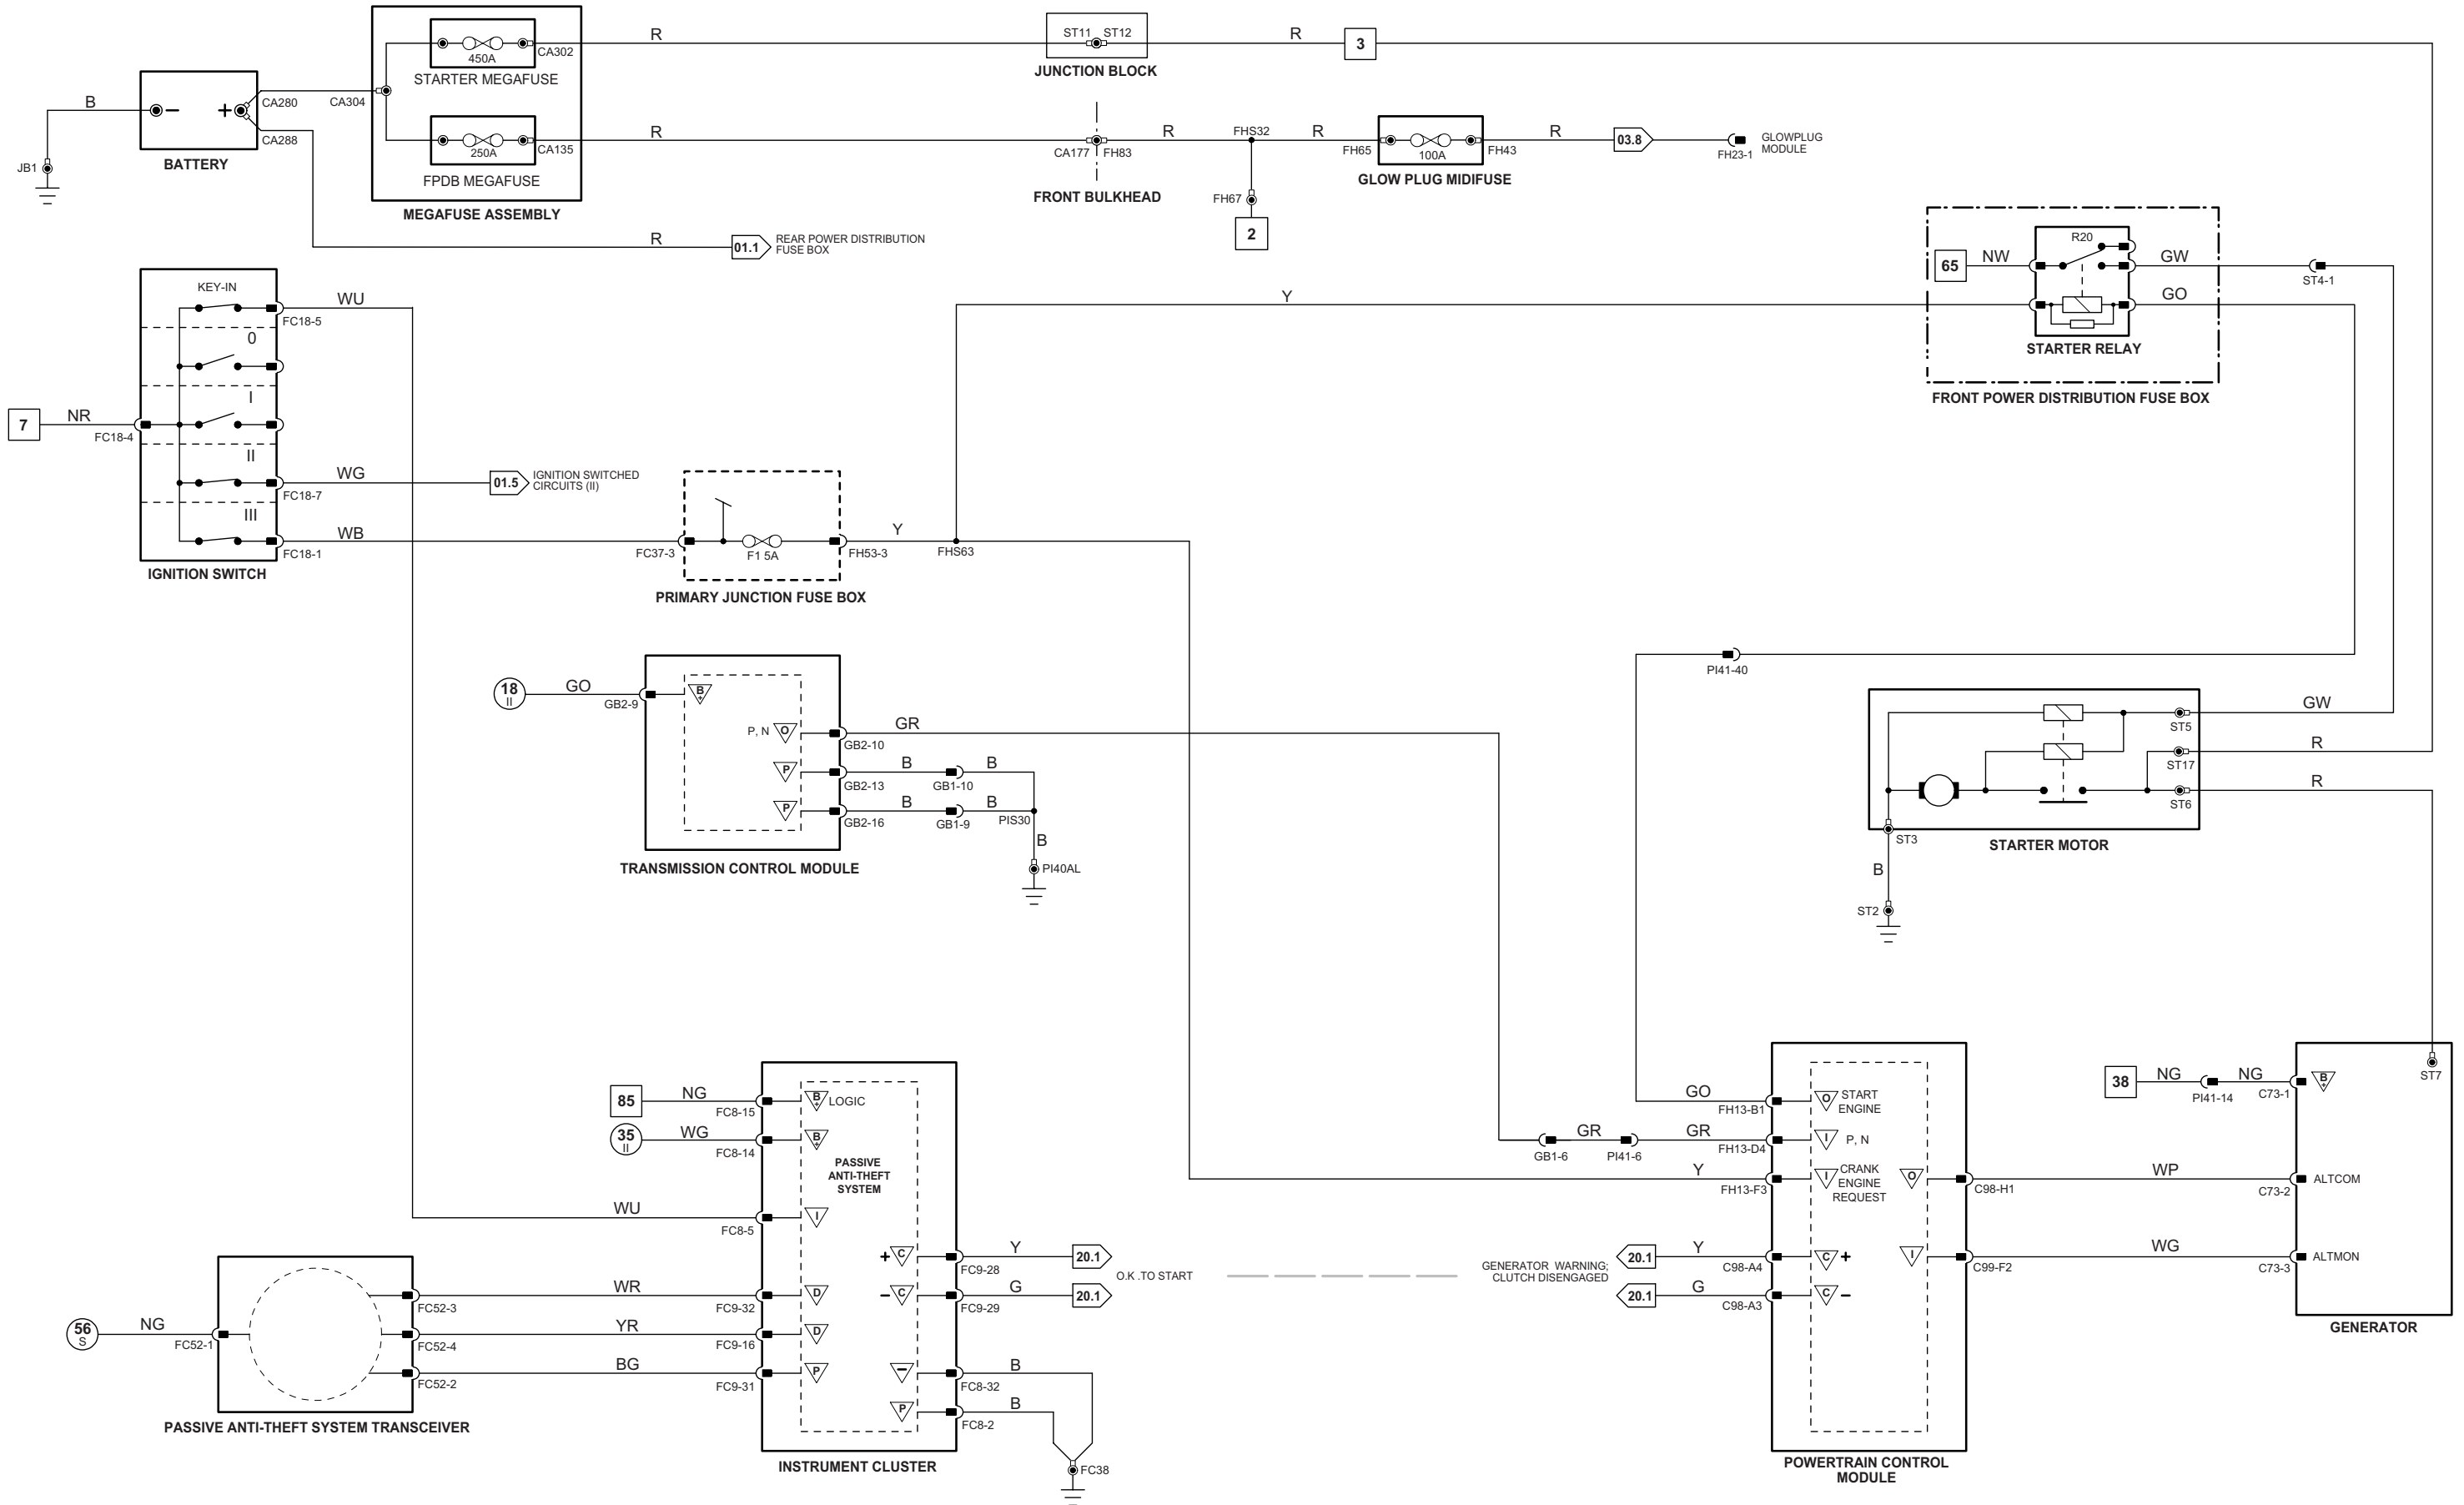 R
ST11 ST12
R
3
450A
CA302
STARTER MEGAFUSE
JUNCTION BLOCK
B
- +
CA280
CA304
CA288
BATTERY
JB1
R
250A
CA135
FPDB MEGAFUSE
MEGAFUSE ASSEMBLY
CA177
FH83
FRONT BULKHEAD
R
FHS32
R
FH65
100A
FH43
GLOW PLUG MIDIFUSE
R
03.8
FH23-1
GLOWPLUG
MODULE
FH67
2
R
01.1
REAR POWER DISTRIBUTION
FUSE BOX
KEY-IN
WU
FC18-5
0
I
7
NR
FC18-4
II
WG
FC18-7
01.5
IGNITION SWITCHED
CIRCUITS (II)
III
WB
FC18-1
IGNITION SWITCH
FC37-3
F1 5A
FH53-3
Y
FHS63
PRIMARY JUNCTION FUSE BOX
Y
65
NW
R20
GW
ST4-1
GO
STARTER RELAY
FRONT POWER DISTRIBUTION FUSE BOX
PI41-40
18
II
GO
GB2-9
B
+
P, N
O
GR
GB2-10
P
B
GB2-13
GB1-10
B
P
B
GB2-16
GB1-9
B
PIS30
B
PI40AL
TRANSMISSION CONTROL MODULE
GW
ST5
R
ST17
R
ST6
ST3
B
ST2
STARTER MOTOR
85
NG
FC8-15
B
+
LOGIC
35
II
WG
FC8-14
B
+
PASSIVE
ANTI-THEFT
SYSTEM
WU
FC8-5
I
+
C
FC9-28
Y
20.1
O.K .TO START
-
C
FC9-29
G
20.1
WR
FC52-3
FC9-32
D
56
S
NG
FC52-1
FC52-4
YR
FC9-16
D
FC52-2
BG
FC9-31
P
-
FC8-32
B
P
FC8-2
B
FC38
PASSIVE ANTI-THEFT SYSTEM TRANSCEIVER
INSTRUMENT CLUSTER
GO
FH13-B1
O
START
ENGINE
GB1-6
GR
PI41-6
GR
FH13-D4
I
P, N
Y
FH13-F3
I
CRANK
ENGINE
REQUEST
O
C98-H1
WP
C73-2
ALTCOM
GENERATOR WARNING;
CLUTCH DISENGAGED
20.1
Y
C98-A4
C
+
I
C99-F2
WG
C73-3
ALTMON
20.1
G
C98-A3
C
-
POWERTRAIN CONTROL
MODULE
38
NG
PI41-14
NG
C73-1
B
+
ST7
GENERATOR